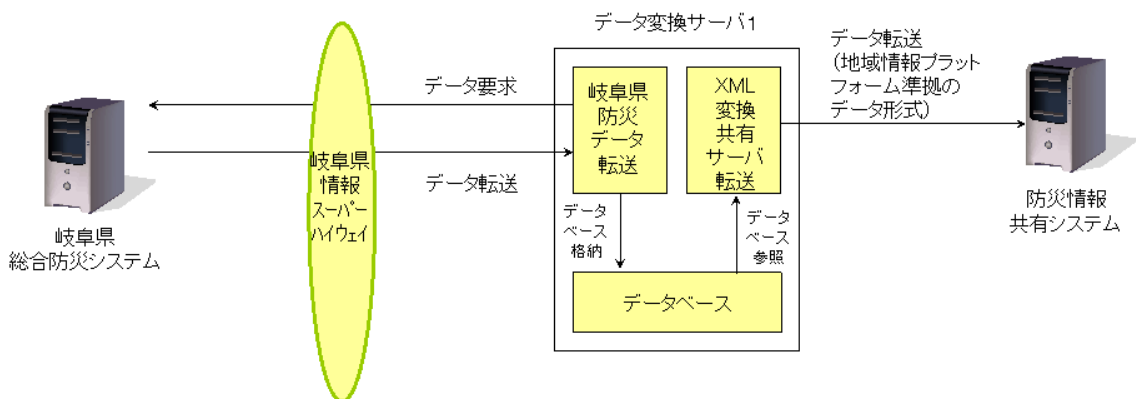 データ変換サーバ1
データ転送
（地域情報プラット
フォーム準拠の
データ形式）
データ要求
岐阜県
防災
データ
転送
XML
変換
共有
サーバ
転送
岐阜県
情報
スーパー
ハイウェイ
データ転送
データ
ベース
格納
データ
ベース
参照
データベース
岐阜県
総合防災システム
防災情報
共有システム